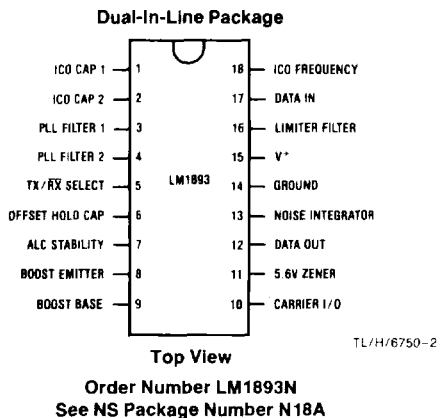 Dual-In-Line Package
ICO CAP 1 1 18 ICO FREQUENCY
ICO CAP 2 2 17 DATA IN
PLL FILTER 1 3 16 LIMITER FILTER
PLL FILTER 2 4 15 V+
TX/R̅X̅ SELECT 5 LM1893 14 GROUND
OFFSET HOLD CAP 6 13 NOISE INTEGRATOR
ALC STABILITY 7 12 DATA OUT
BOOST EMITTER 8 11 5.6V ZENER
BOOST BASE 9 10 CARRIER I/O
TL/H/6750-2
Top View
Order Number LM1893N
See NS Package Number N18A